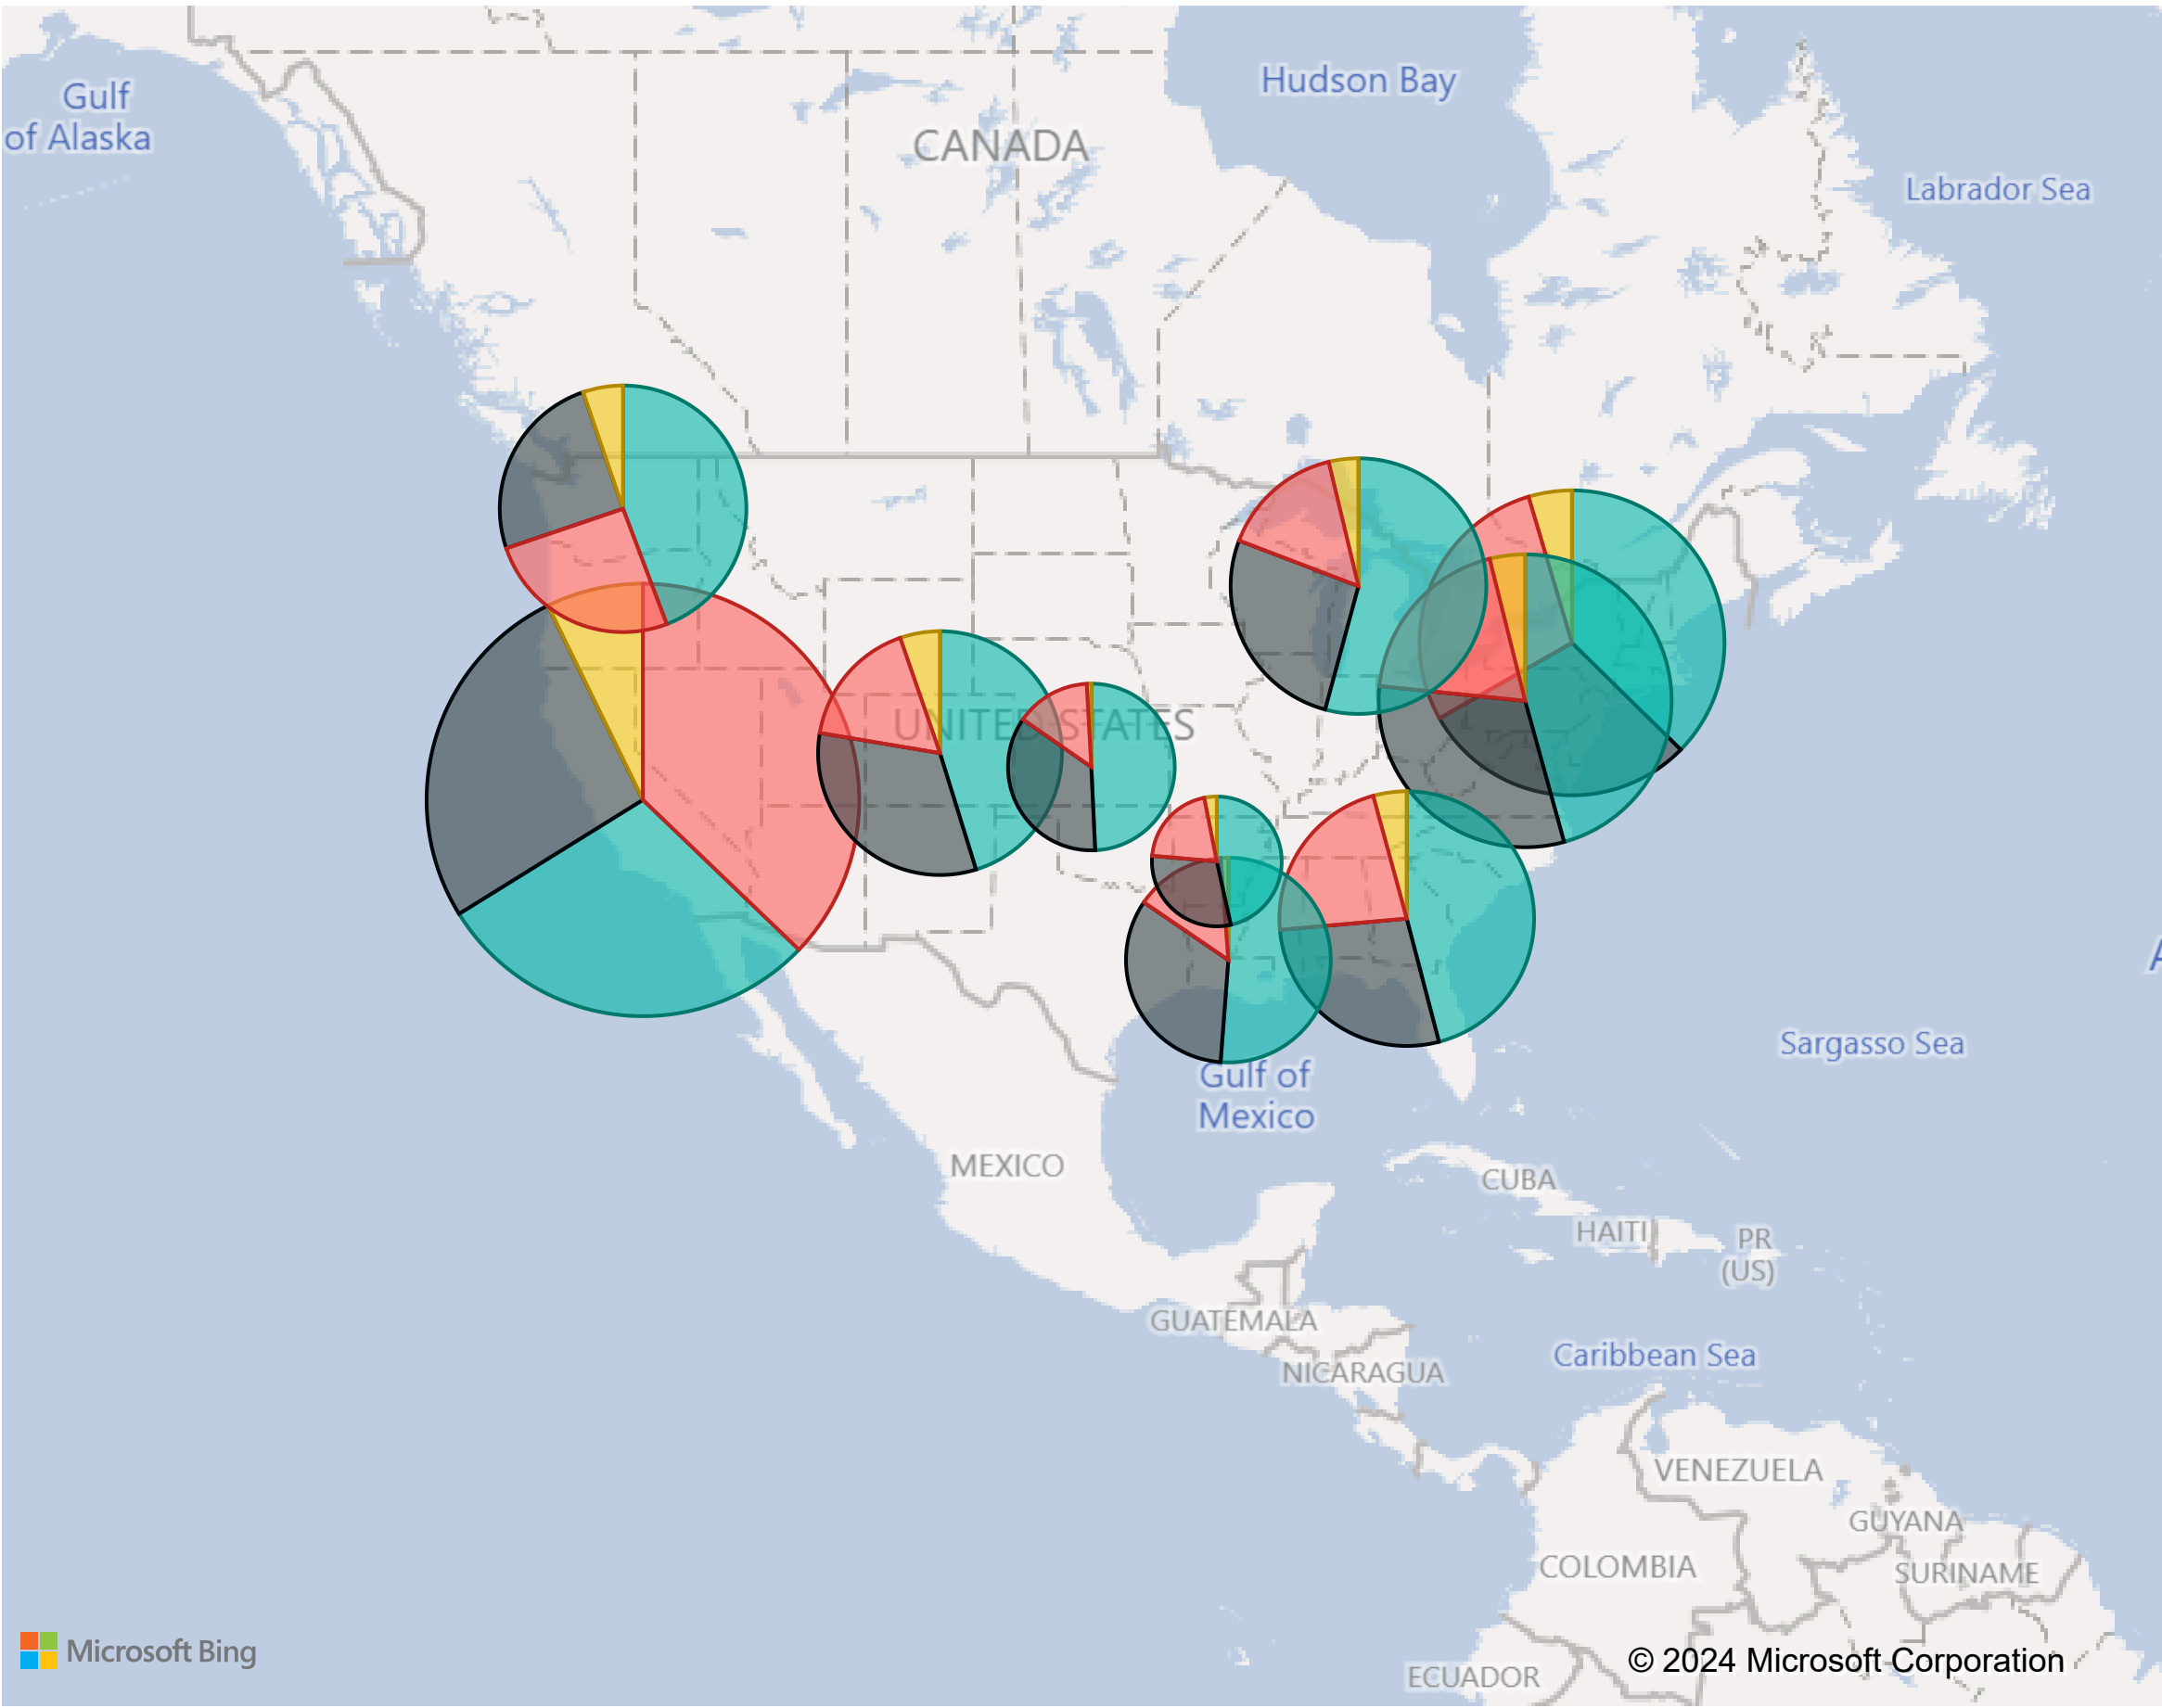 Gulf
of Alaska
Hudson Bay
CANADA
Labrador Sea
UNITED STATES
Sargasso Sea
Gulf of
Mexico
MEXICO
CUBA
HAITI
PR
(US)
GUATEMALA
NICARAGUA
Caribbean Sea
VENEZUELA
GUYANA
COLOMBIA
SURINAME
ECUADOR
Microsoft Bing
© 2024 Microsoft Corporation